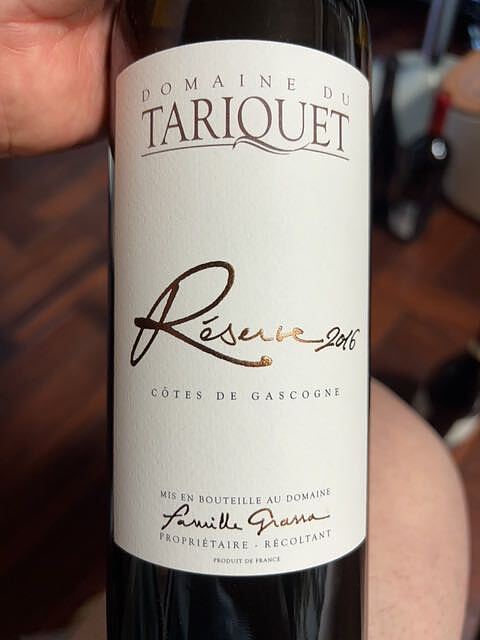 DOMAINE DU
TARIQUET
Réserve 2016
CÔTES DE GASCOGNE
MIS EN BOUTEILLE AU DOMAINE
Famille Grassa
PROPRIÉTAIRE - RÉCOLTANT
PRODUIT DE FRANCE